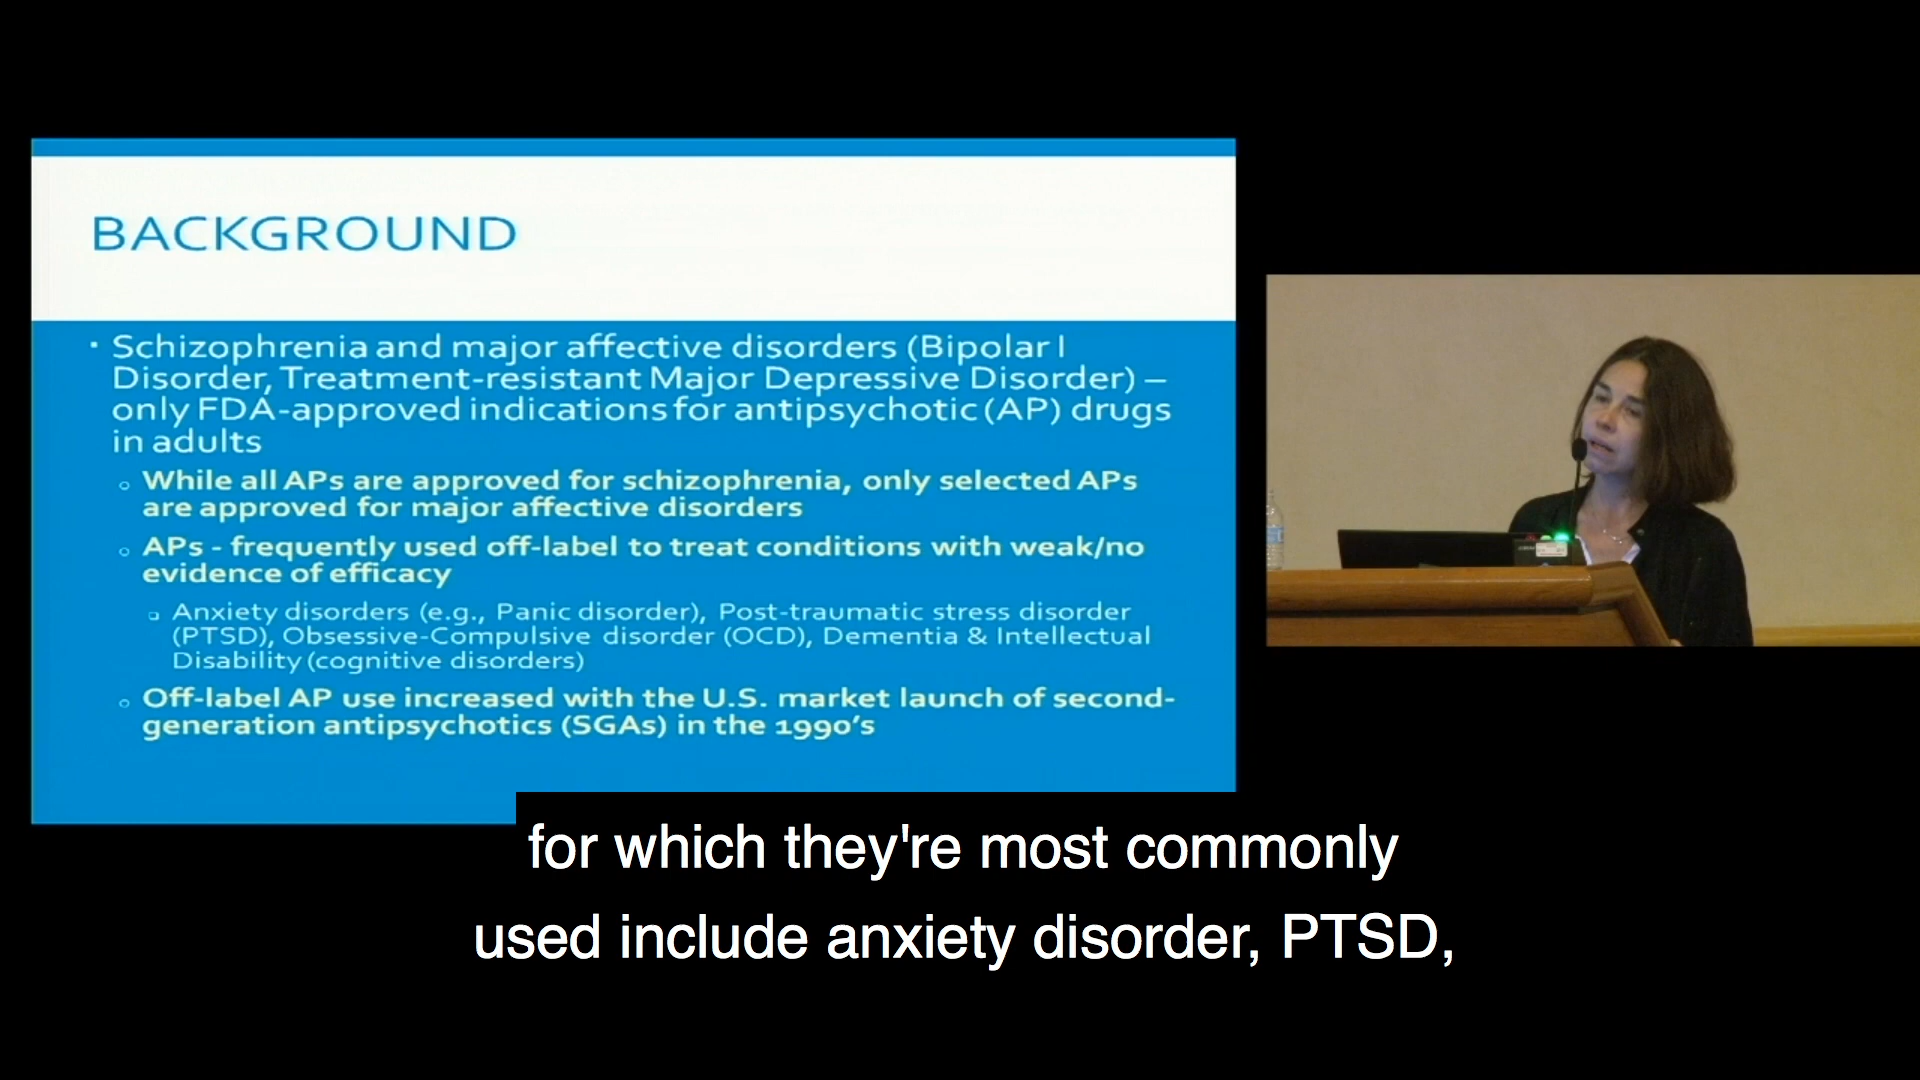 BACKGROUND
Schizophrenia and major affective disorders (Bipolar I
Disorder, Treatment-resistant Major Depressive Disorder) –
only FDA-approved indications for antipsychotic (AP) drugs
in adults
While all APs are approved for schizophrenia, only selected APs
are approved for major affective disorders
APs - frequently used off-label to treat conditions with weak/no
evidence of efficacy
Anxiety disorders (e.g., Panic disorder), Post-traumatic stress disorder
(PTSD), Obsessive-Compulsive disorder (OCD), Dementia & Intellectual
Disability (cognitive disorders)
Off-label AP use increased with the U.S. market launch of second-
generation antipsychotics (SGAs) in the 1990's
for which they're most commonly
used include anxiety disorder, PTSD,